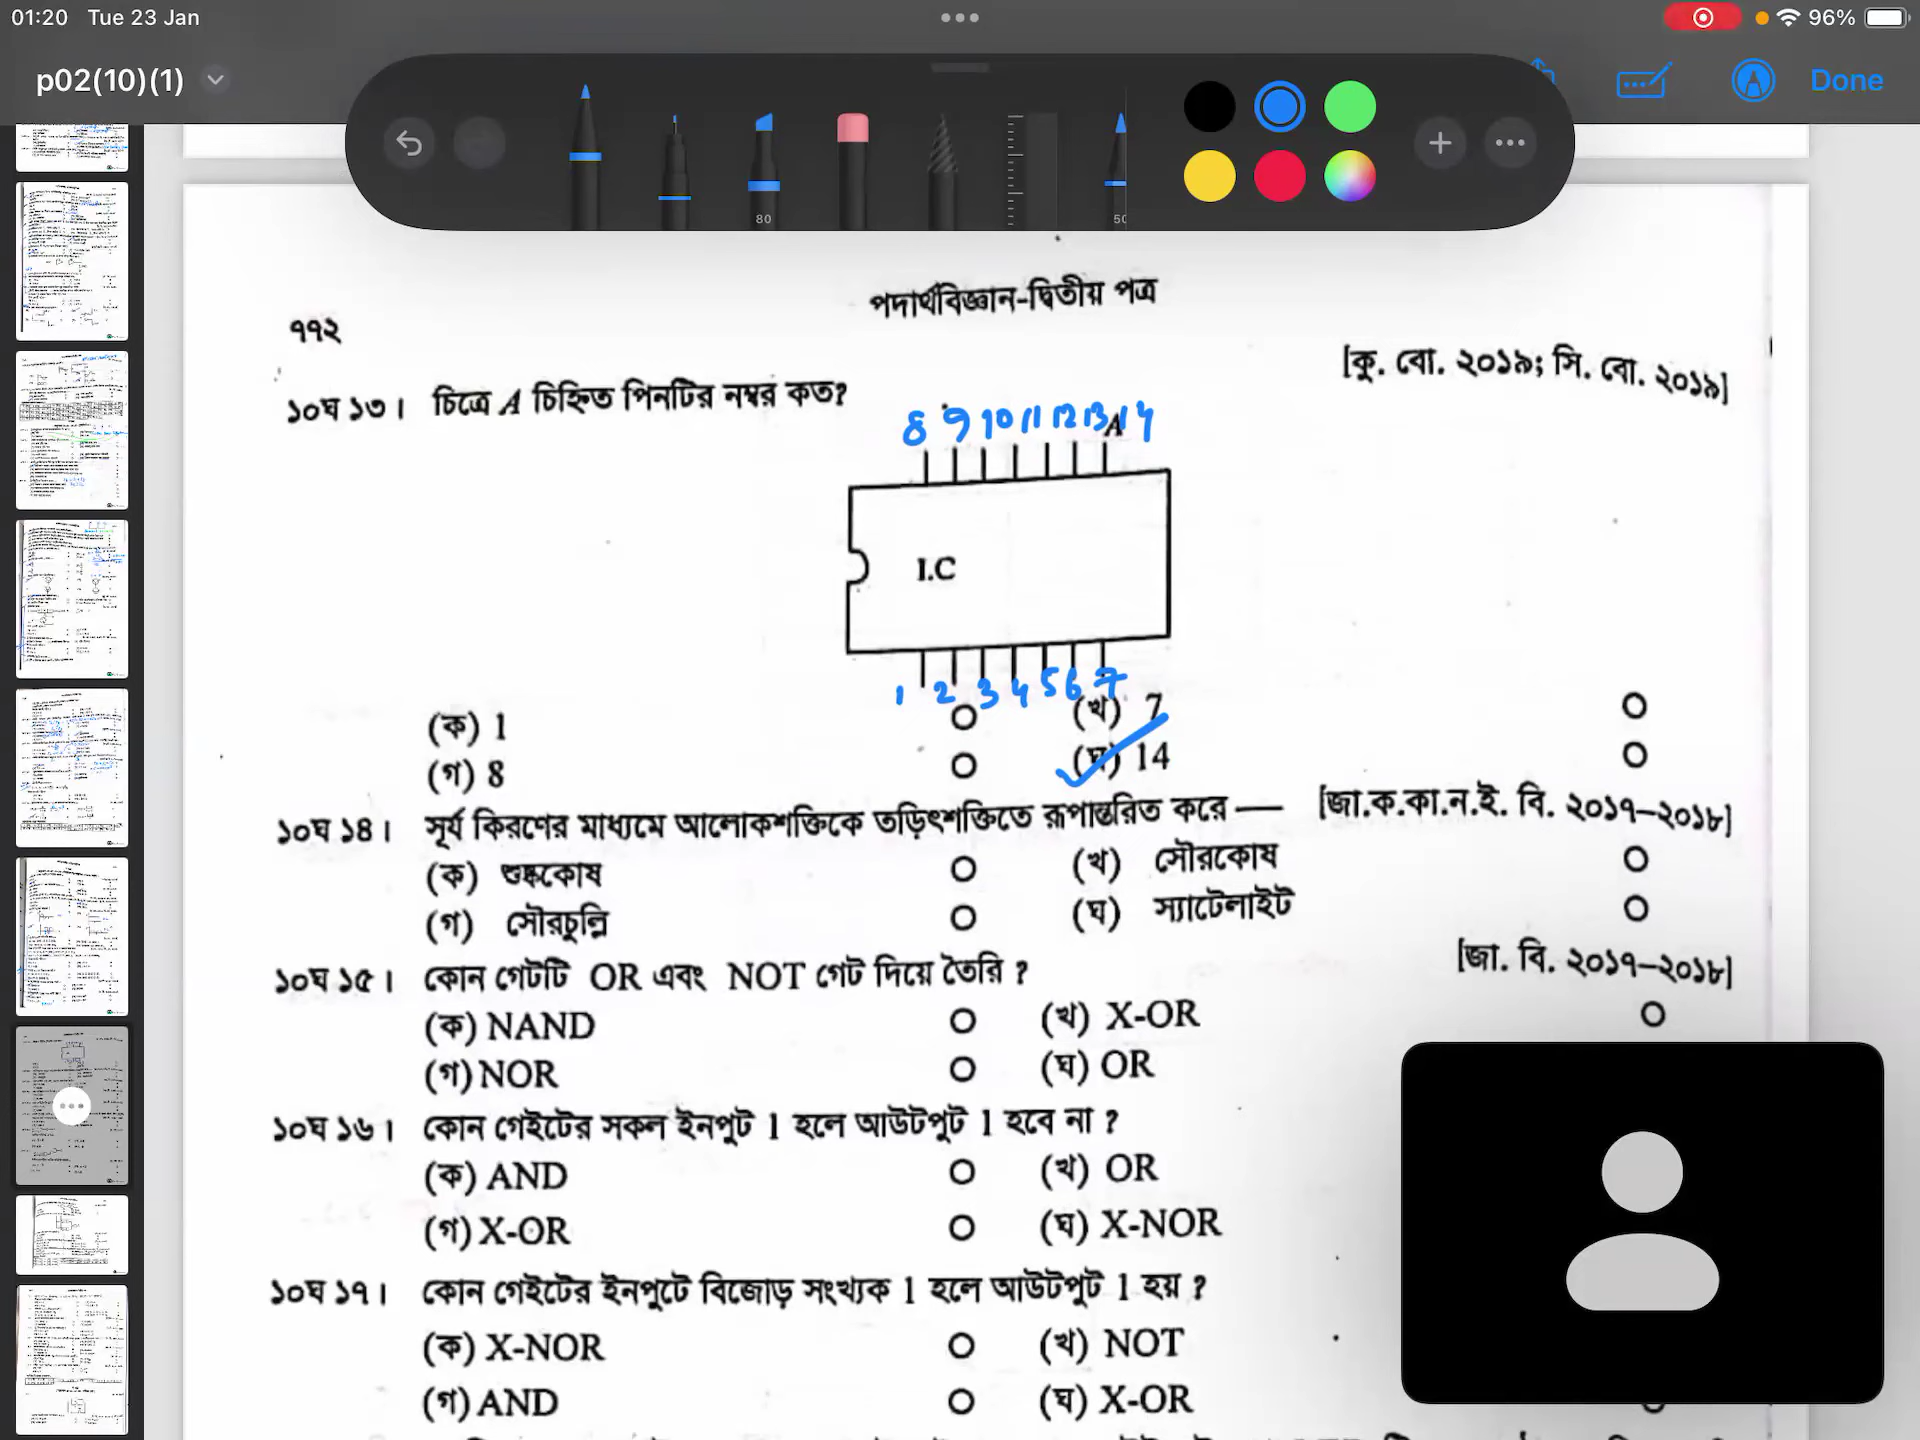 01:20 Tue 23 Jan
96%
p02(10)(1)
Done
80
50
পদার্থবিজ্ঞান-দ্বিতীয় পত্র
৭৭২
[কু. বো. ২০১৯; সি. বো. ২০১৯]
১০ঘ ১৩। চিত্রে A চিহ্নিত পিনটির নম্বর কত?
8 9 10 11 12 13 A 14
I.C
1 2 3 4 5 6 7
(ক) 1 (খ) 7
(গ) 8 (ঘ) 14
১০ঘ ১৪। সূর্য কিরণের মাধ্যমে আলোকশক্তিকে তড়িৎশক্তিতে রূপান্তরিত করে — [জা.ক.কা.ন.ই. বি. ২০১৭–২০১৮]
(ক) শুষ্ককোষ (খ) সৌরকোষ
(গ) সৌরচুল্লি (ঘ) স্যাটেলাইট
১০ঘ ১৫। কোন গেটটি OR এবং NOT গেট দিয়ে তৈরি ? [জা. বি. ২০১৭–২০১৮]
(ক) NAND (খ) X-OR
(গ) NOR (ঘ) OR
১০ঘ ১৬। কোন গেইটের সকল ইনপুট 1 হলে আউটপুট 1 হবে না ?
(ক) AND (খ) OR
(গ) X-OR (ঘ) X-NOR
১০ঘ ১৭। কোন গেইটের ইনপুটে বিজোড় সংখ্যক 1 হলে আউটপুট 1 হয় ?
(ক) X-NOR (খ) NOT
(গ) AND (ঘ) X-OR